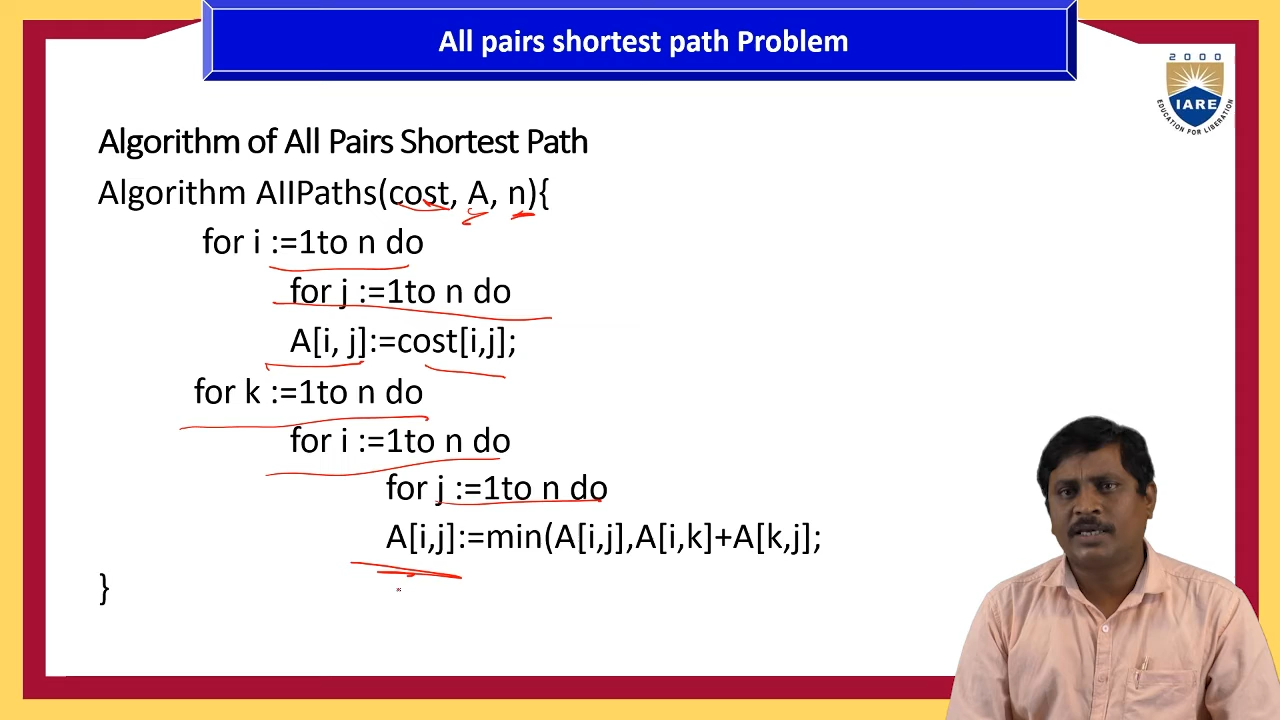 All pairs shortest path Problem
2000
IARE
EDUCATION FOR LIBERATION
Algorithm of All Pairs Shortest Path
Algorithm AIIPaths(cost, A, n){
for i :=1to n do
for j :=1to n do
A[i, j]:=cost[i,j];
for k :=1to n do
for i :=1to n do
for j :=1to n do
A[i,j]:=min(A[i,j],A[i,k]+A[k,j];
}